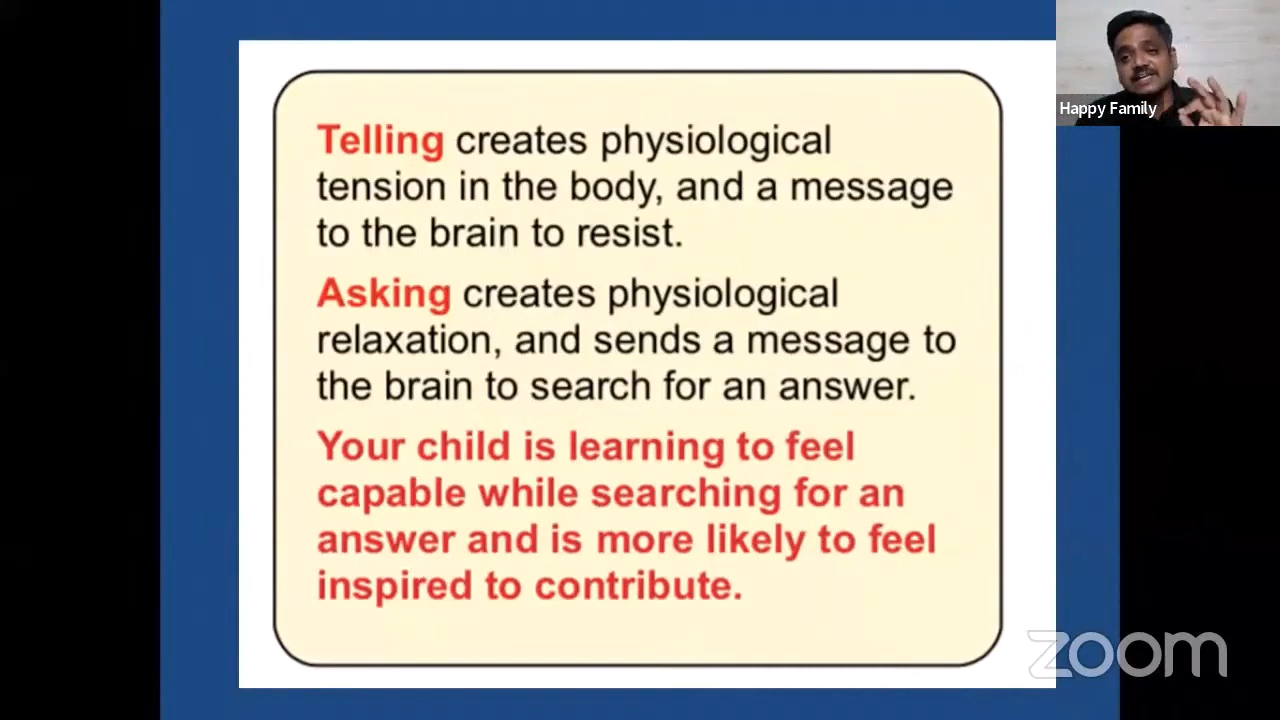 Telling creates physiological
tension in the body, and a message
to the brain to resist.
Asking creates physiological
relaxation, and sends a message to
the brain to search for an answer.
Your child is learning to feel
capable while searching for an
answer and is more likely to feel
inspired to contribute.
Happy Family
zoom